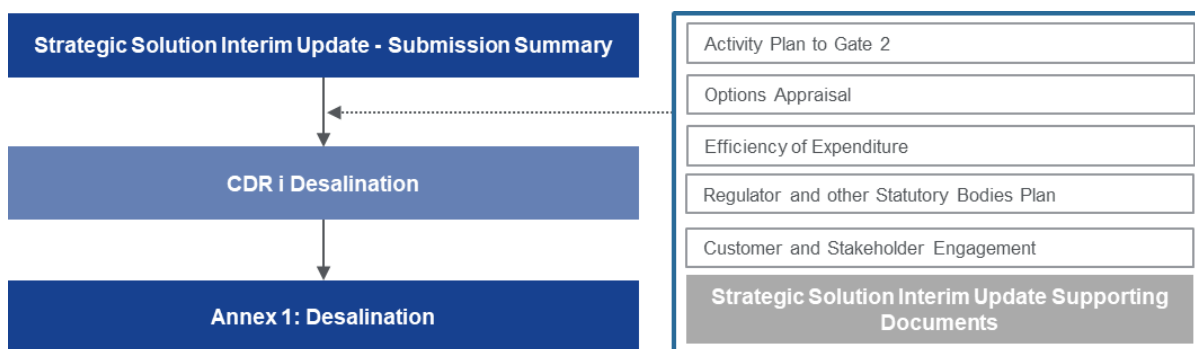 Strategic Solution Interim Update - Submission Summary
CDR i Desalination
Annex 1: Desalination
Activity Plan to Gate 2
Options Appraisal
Efficiency of Expenditure
Regulator and other Statutory Bodies Plan
Customer and Stakeholder Engagement
Strategic Solution Interim Update Supporting
Documents